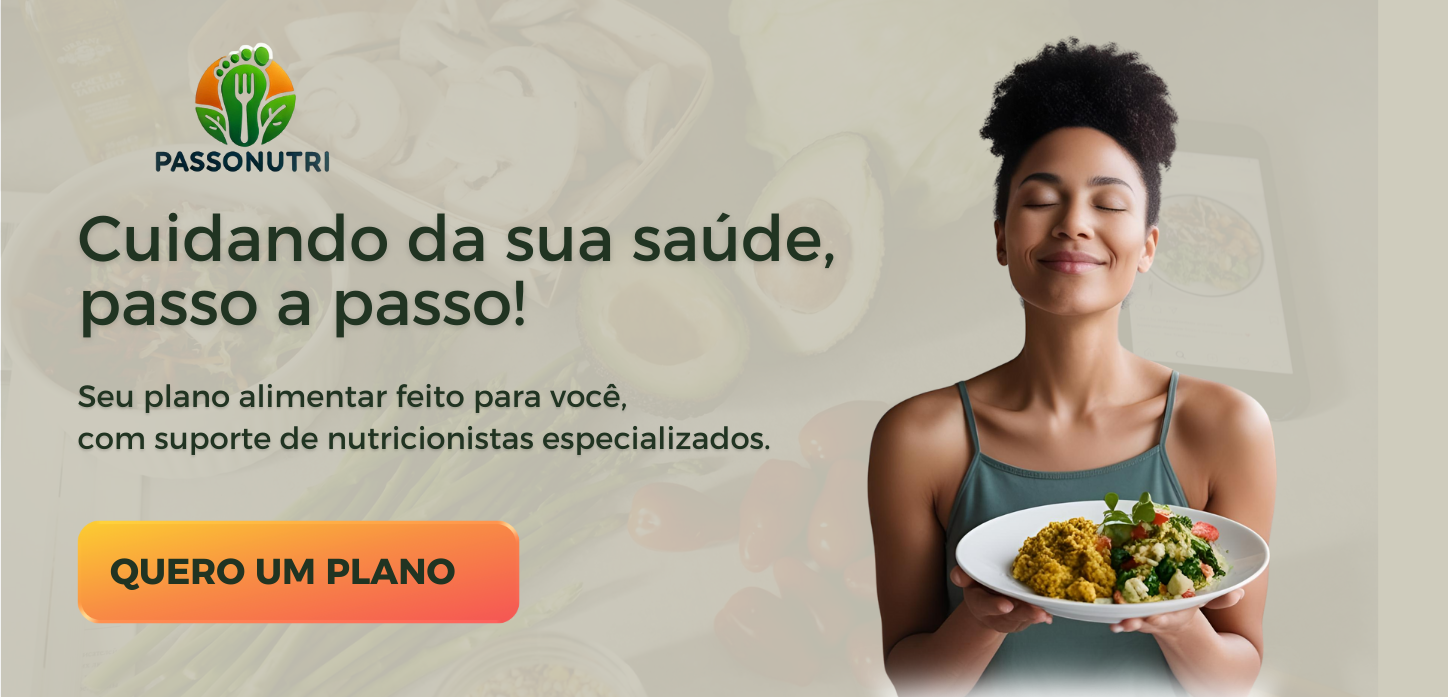 PASSONUTRI
Cuidando da sua saúde,
passo a passo!
Seu plano alimentar feito para você,
com suporte de nutricionistas especializados.
QUERO UM PLANO